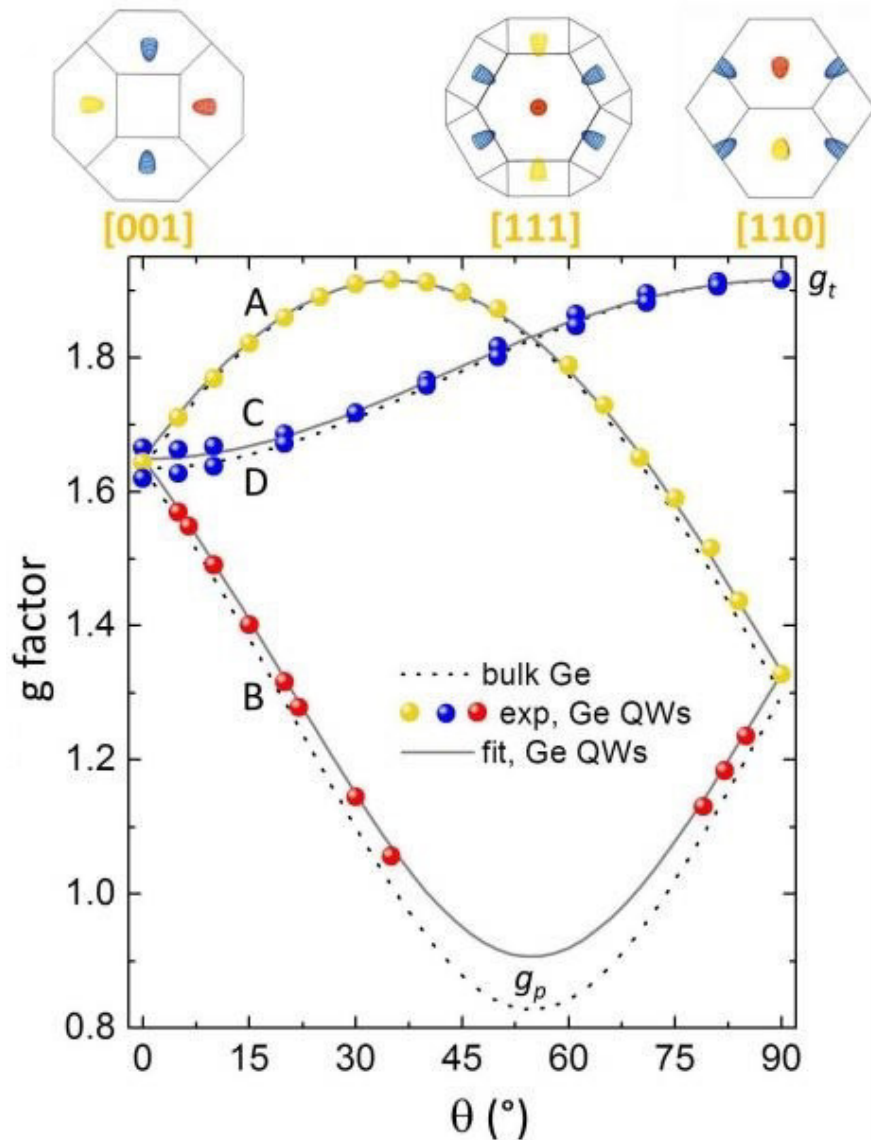 [001] [111] [110]
A
g_t
1.8
C
D
1.6
g factor
1.4
bulk Ge
B
exp, Ge QWs
1.2
fit, Ge QWs
1.0
g_p
0.8
0 15 30 45 60 75 90
θ (°)